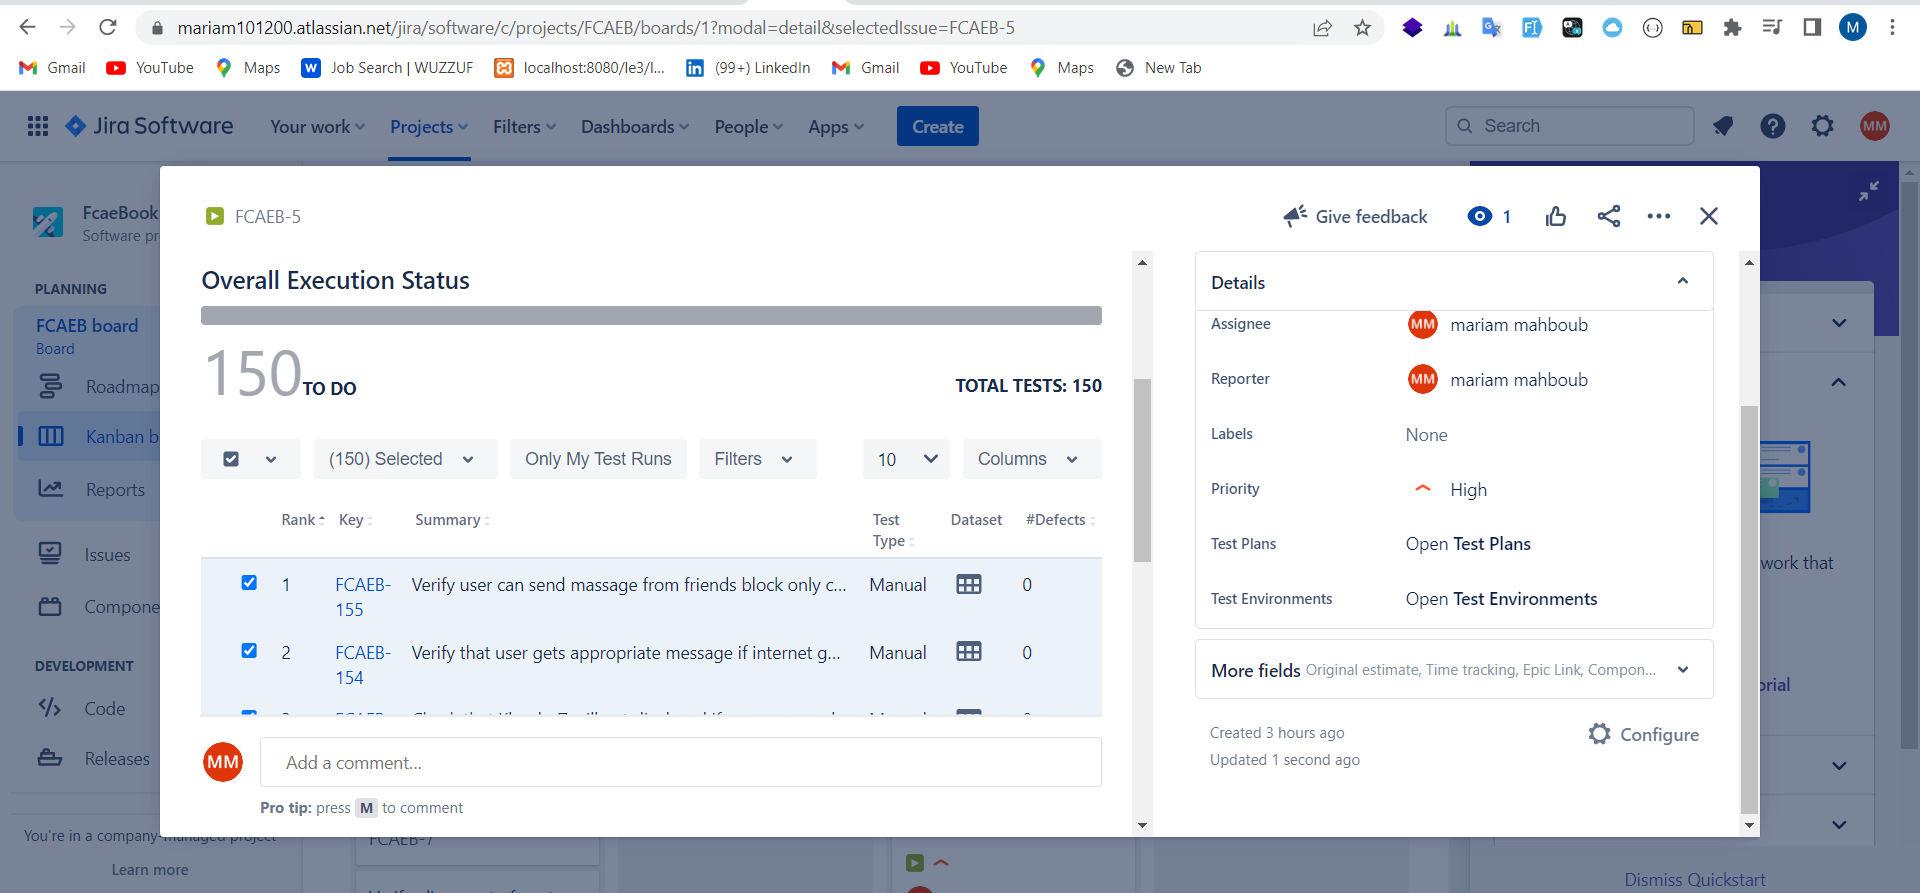 mariam101200.atlassian.net/jira/software/c/projects/FCAEB/boards/1?modal=detail&selectedIssue=FCAEB-5
M
Gmail YouTube Maps Job Search | WUZZUF localhost:8080/le3/l... (99+) LinkedIn Gmail YouTube Maps New Tab
Jira Software Your work Projects Filters Dashboards People Apps Create Search MM
FcaeBook
Software pr
PLANNING
FCAEB board
Board
Roadmap
Kanban b
Reports
Issues
Compone
DEVELOPMENT
Code
Releases
You're in a company-managed project
Learn more
FCAEB-5
Give feedback 1
Overall Execution Status
150 TO DO
TOTAL TESTS: 150
(150) Selected Only My Test Runs Filters 10 Columns
Rank Key Summary Test Type Dataset #Defects
1 FCAEB-155 Verify user can send massage from friends block only c... Manual 0
2 FCAEB-154 Verify that user gets appropriate message if internet g... Manual 0
MM Add a comment...
Pro tip: press M to comment
Details
Assignee MM mariam mahboub
Reporter MM mariam mahboub
Labels None
Priority High
Test Plans Open Test Plans
Test Environments Open Test Environments
More fields Original estimate, Time tracking, Epic Link, Compon...
Created 3 hours ago
Updated 1 second ago
Configure
work that
orial
FCAEB-7
Dismiss Quickstart